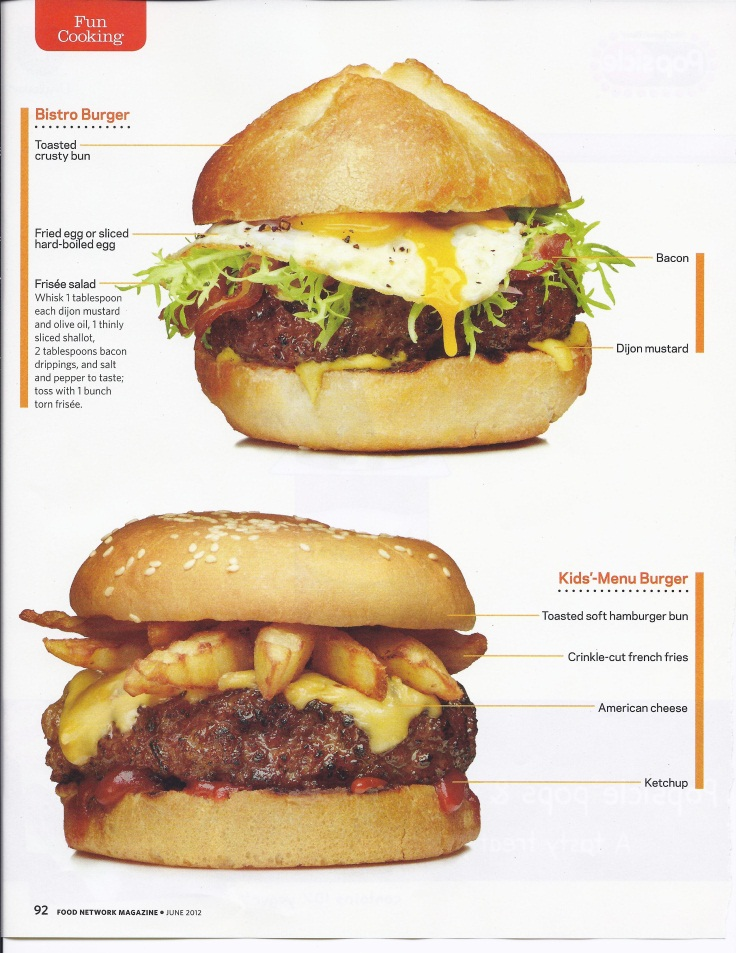 Fun
Cooking
Bistro Burger
Toasted
crusty bun
Fried egg or sliced
hard-boiled egg
Frisée salad
Whisk 1 tablespoon
each dijon mustard
and olive oil, 1 thinly
sliced shallot,
2 tablespoons bacon
drippings, and salt
and pepper to taste;
toss with 1 bunch
torn frisée.
Bacon
Dijon mustard
Kids'-Menu Burger
Toasted soft hamburger bun
Crinkle-cut french fries
American cheese
Ketchup
92 FOOD NETWORK MAGAZINE • JUNE 2012